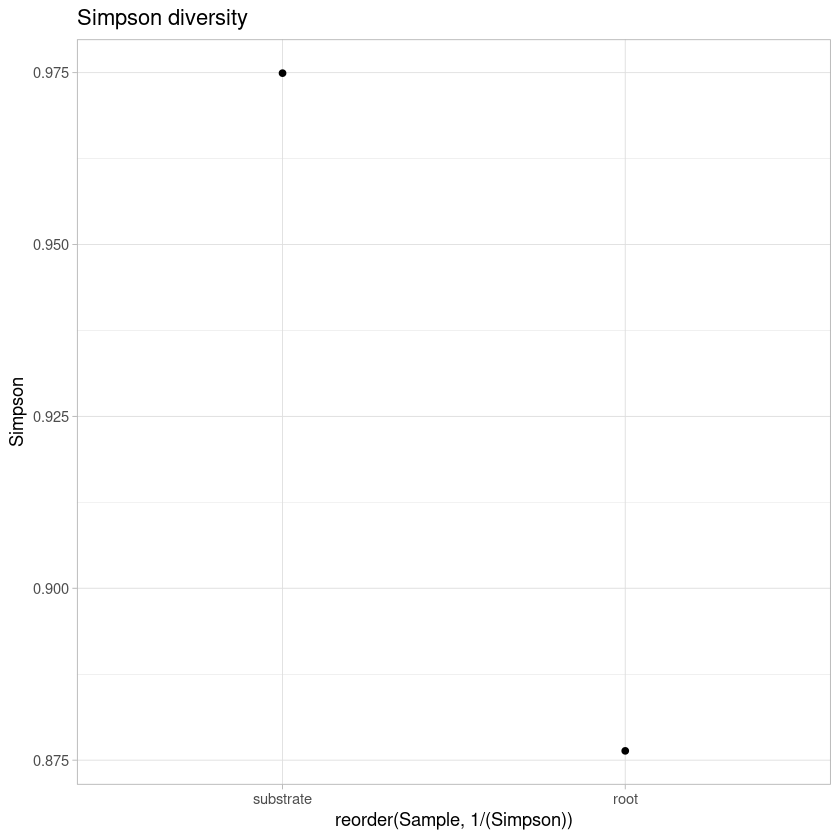 Simpson diversity
0.975
0.950
0.925
0.900
0.875
Simpson
substrate
root
reorder(Sample, 1/(Simpson))